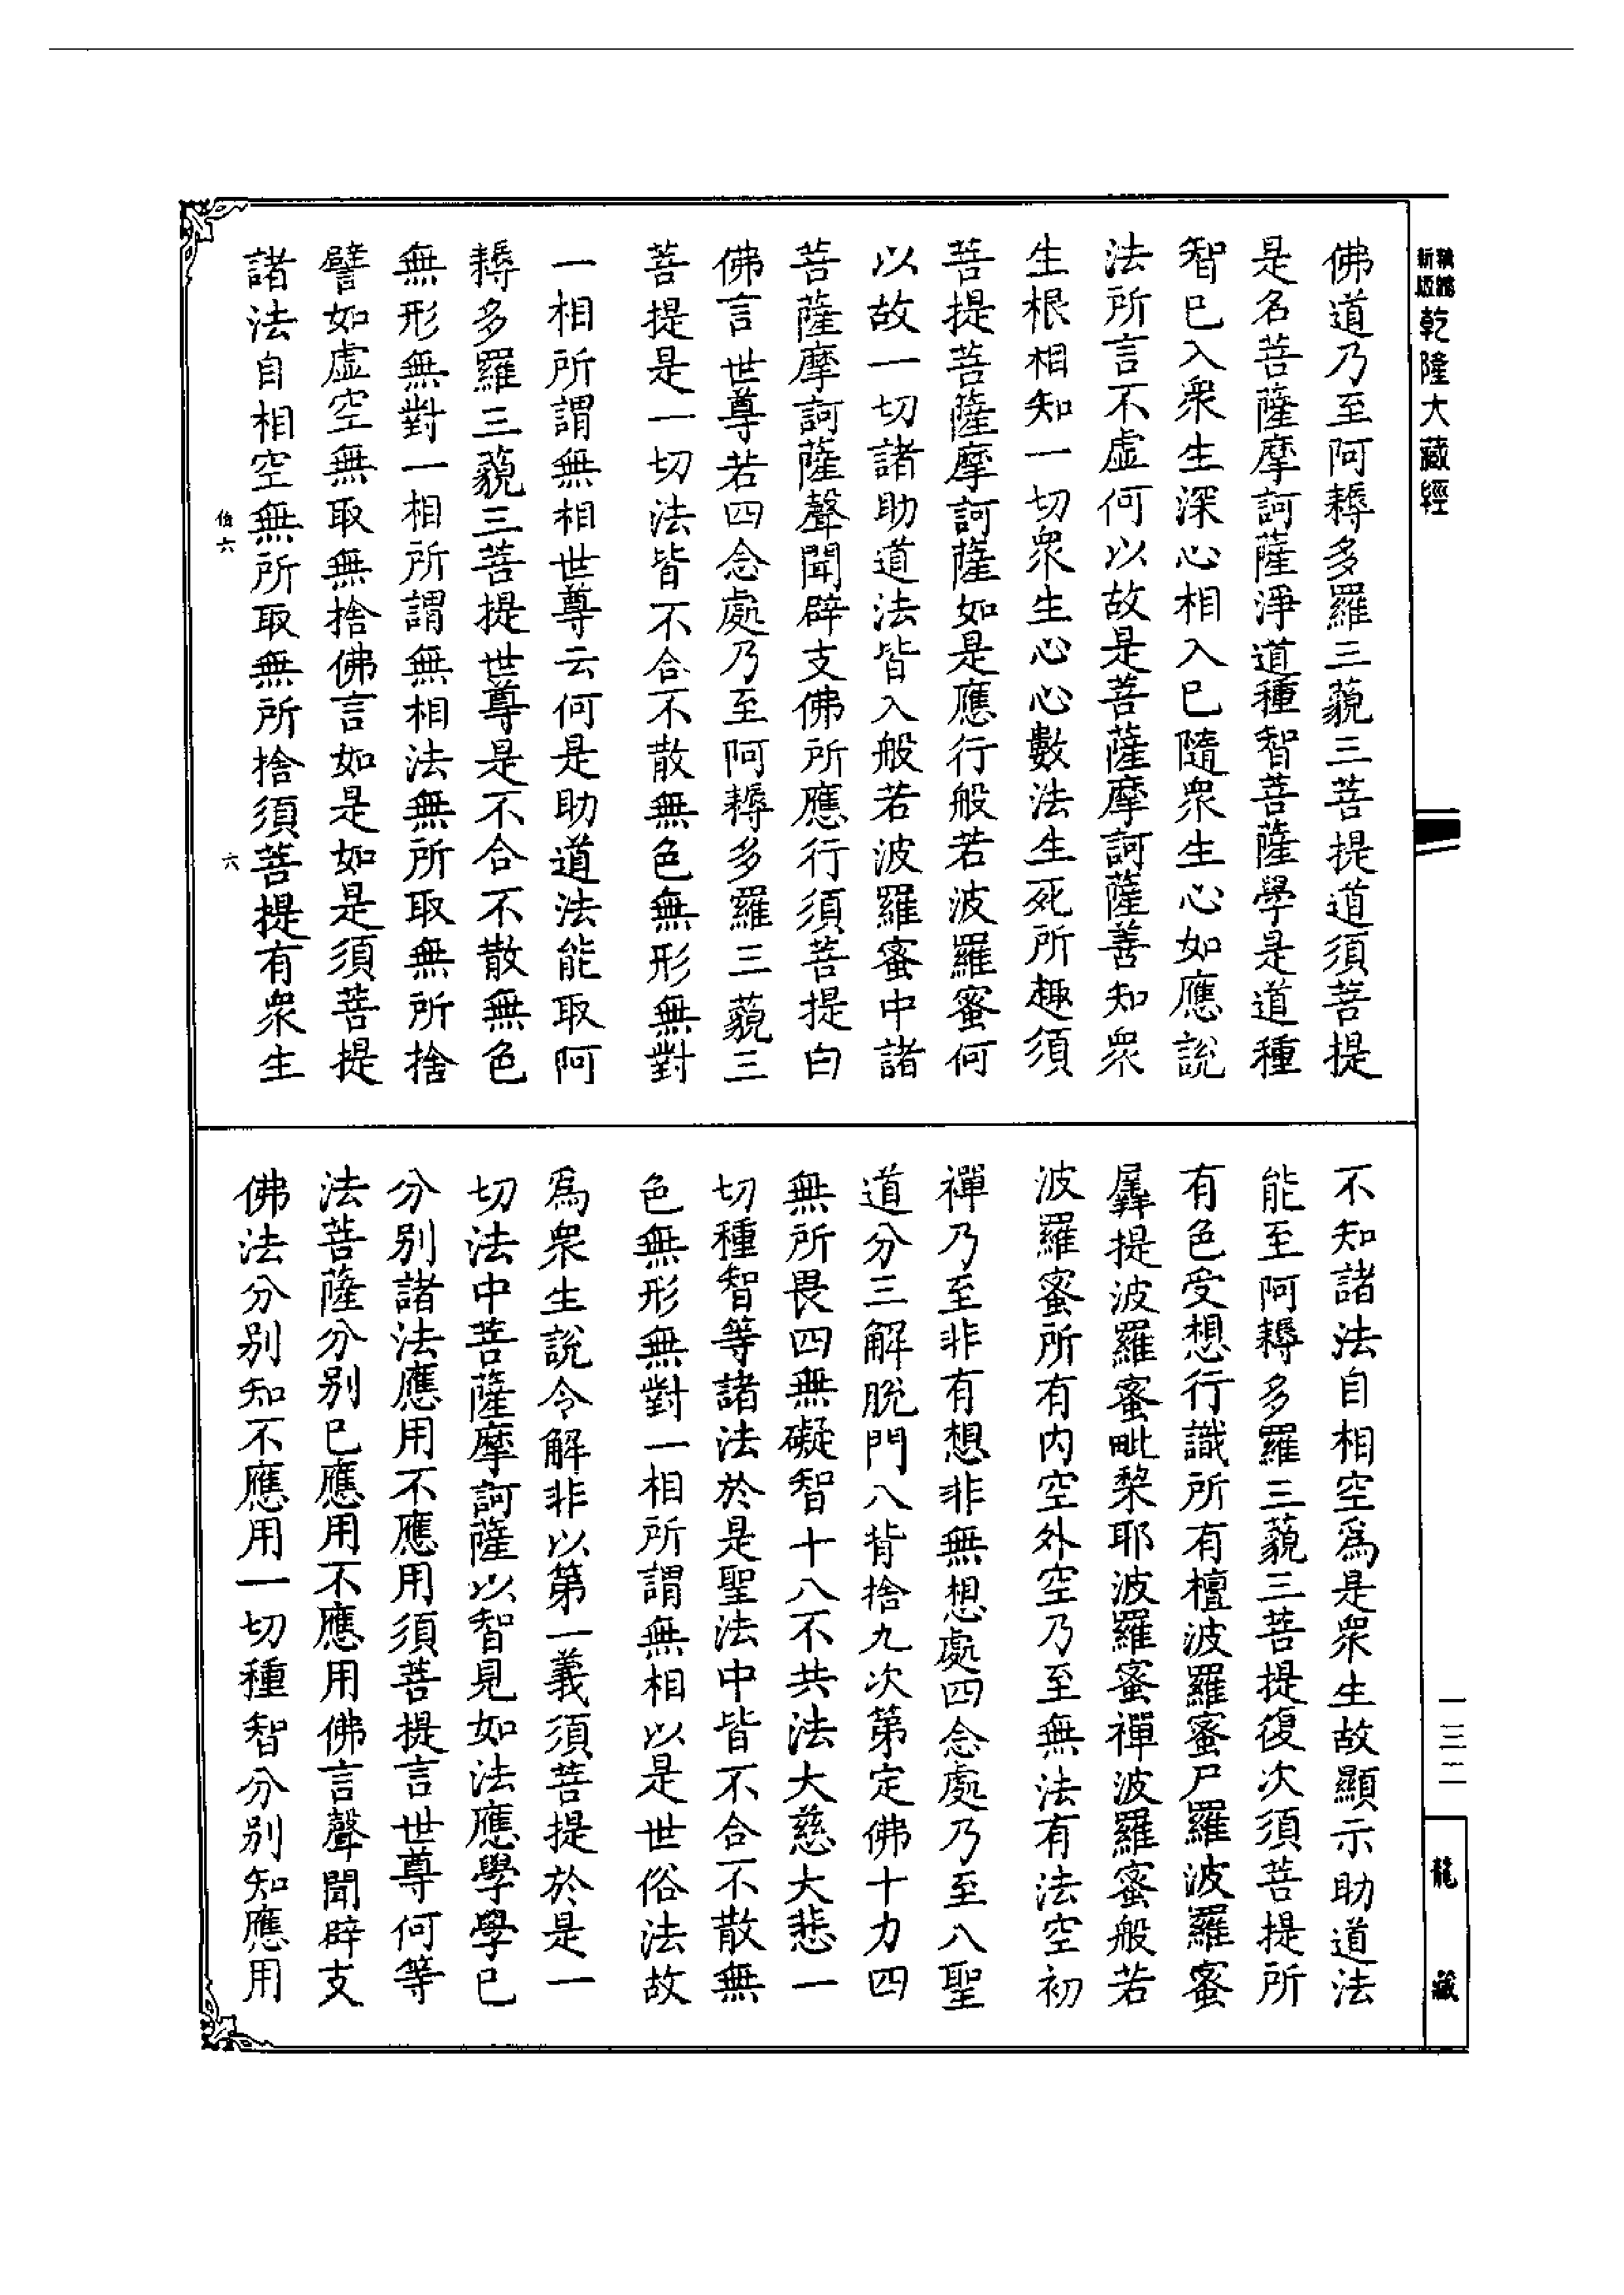 乾隆大藏經
佛道乃至阿耨多羅三藐三菩提道須菩提
是名菩薩摩訶薩淨道種智菩薩學是道種
智已入衆生深心相入已隨衆生心如應說
法所言不虛何以故是菩薩摩訶薩善知衆
生根相知一切衆生心心數法生死所趣須
菩提菩薩摩訶薩如是應行般若波羅蜜何
以故一切諸助道法皆入般若波羅蜜中諸
菩薩摩訶薩聲聞辟支佛所應行須菩提白
佛言世尊若四念處乃至阿耨多羅三藐三
菩提是一切法皆不合不散無色無形無對
一相所謂無相世尊云何是助道法能取阿
耨多羅三藐三菩提世尊是不合不散無色
無形無對一相所謂無相法無所取無所捨
譬如虛空無取無捨佛言如是如是須菩提
諸法自相空無所取無所捨須菩提有衆生
六
不知諸法自相空爲是衆生故顯示助道法
能至阿耨多羅三藐三菩提復次須菩提所
有色受想行識所有檀波羅蜜尸羅波羅蜜
羼提波羅蜜毗棃耶波羅蜜禪波羅蜜般若
波羅蜜所有内空外空乃至無法有法空初
禪乃至非有想非無想處四念處乃至八聖
道分三解脫門八背捨九次第定佛十力四
無所畏四無礙智十八不共法大慈大悲一
切種智等諸法於是聖法中皆不合不散無
色無形無對一相所謂無相以是世俗法故
爲衆生說令解非以第一義須菩提於是一
切法中菩薩摩訶薩以智見如法應學學已
分别諸法應用不應用須菩提言世尊何等
法菩薩分别已應用不應用佛言聲聞辟支
佛法分别知不應用一切種智分别知應用
一三二
龍藏